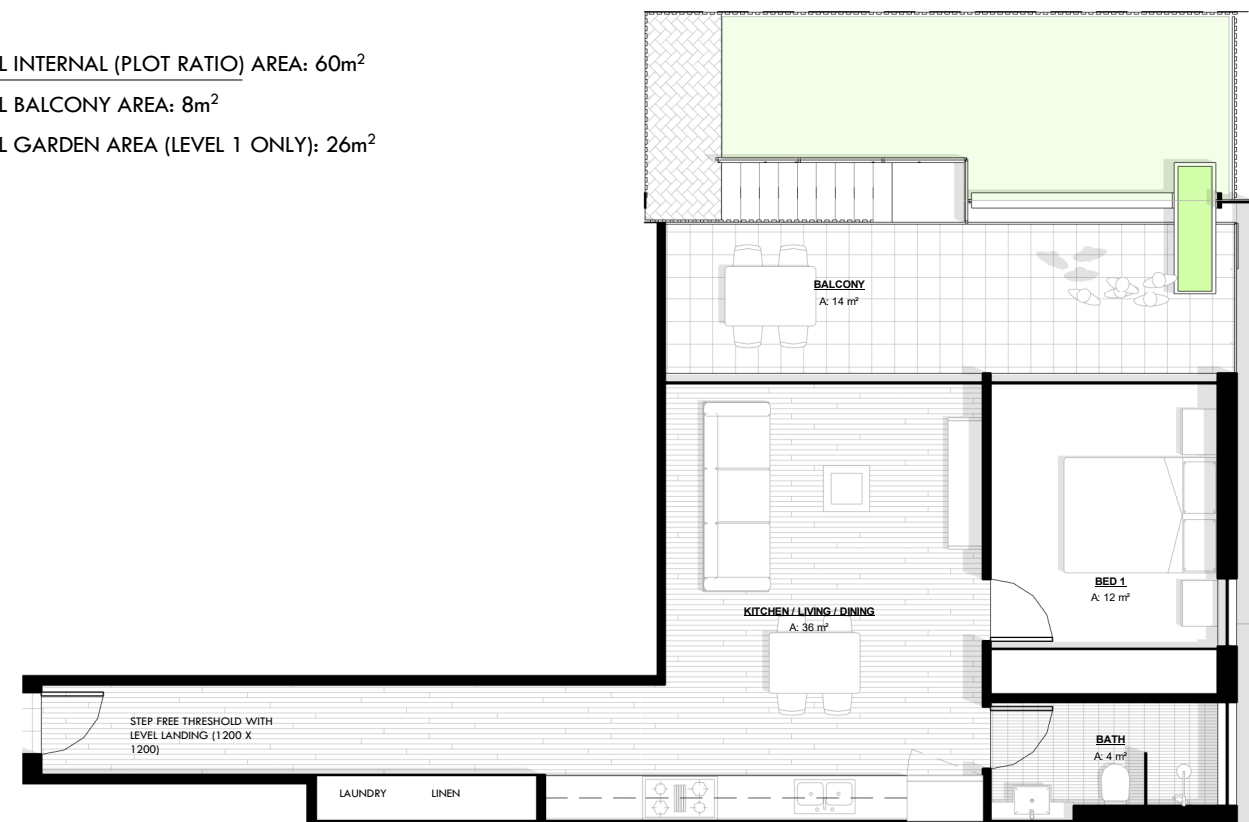 L INTERNAL (PLOT RATIO) AREA: 60m²
L BALCONY AREA: 8m²
L GARDEN AREA (LEVEL 1 ONLY): 26m²
BALCONY
A: 14 m²
BED 1
A: 12 m²
KITCHEN / LIVING / DINING
A: 36 m²
STEP FREE THRESHOLD WITH
LEVEL LANDING (1200 X
1200)
BATH
A: 4 m²
LAUNDRY
LINEN